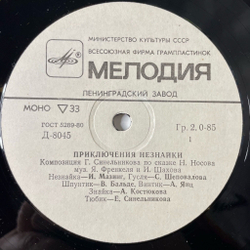 МИНИСТЕРСТВО КУЛЬТУРЫ СССР
ВСЕСОЮЗНАЯ ФИРМА ГРАМПЛАСТИНОК
МЕЛОДИЯ
ЛЕНИНГРАДСКИЙ ЗАВОД
МОНО 33
ГОСТ 5289-80
Д-8045
Гр. 2. 0-85
1
ПРИКЛЮЧЕНИЯ НЕЗНАЙКИ
Композиция Г. Синельникова по сказке Н. Носова
муз. Я. Френкеля и И. Шахова
Незнайка—И. Мазинг, Гусля—С. Щеповалова
Шпунтик—В. Бальде, Винтик—А. Янц
Знайка—А. Костюкова
Тюбик—Е. Синельникова